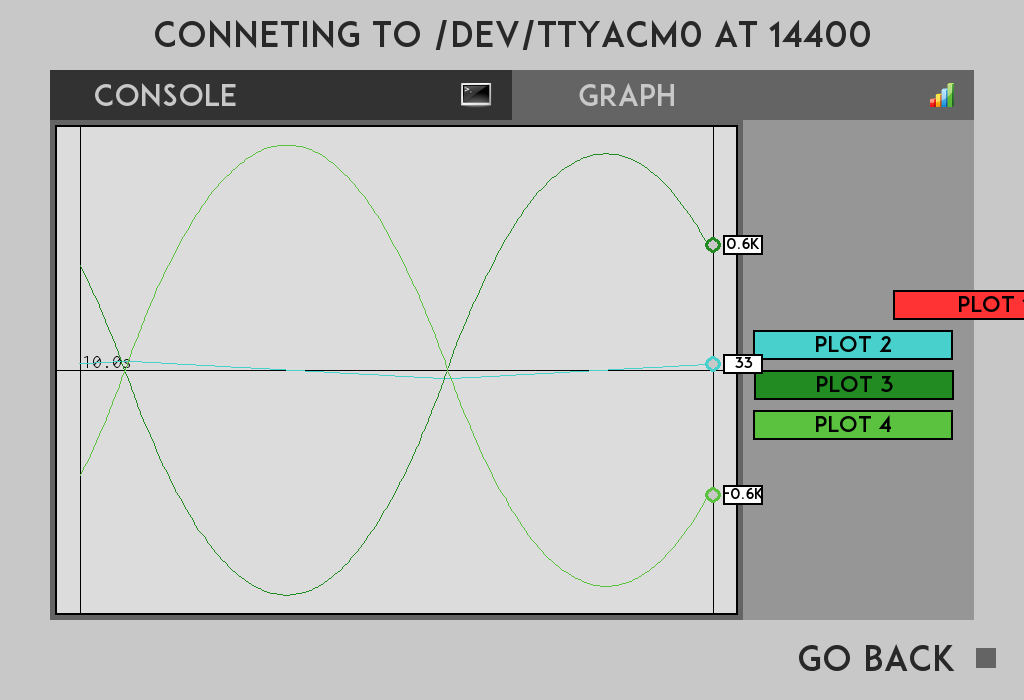 CONNETING TO /DEV/TTYACM0 AT 14400
CONSOLE
GRAPH
0.6K
PLOT 1
PLOT 2
10.0s
33
PLOT 3
PLOT 4
-0.6K
GO BACK